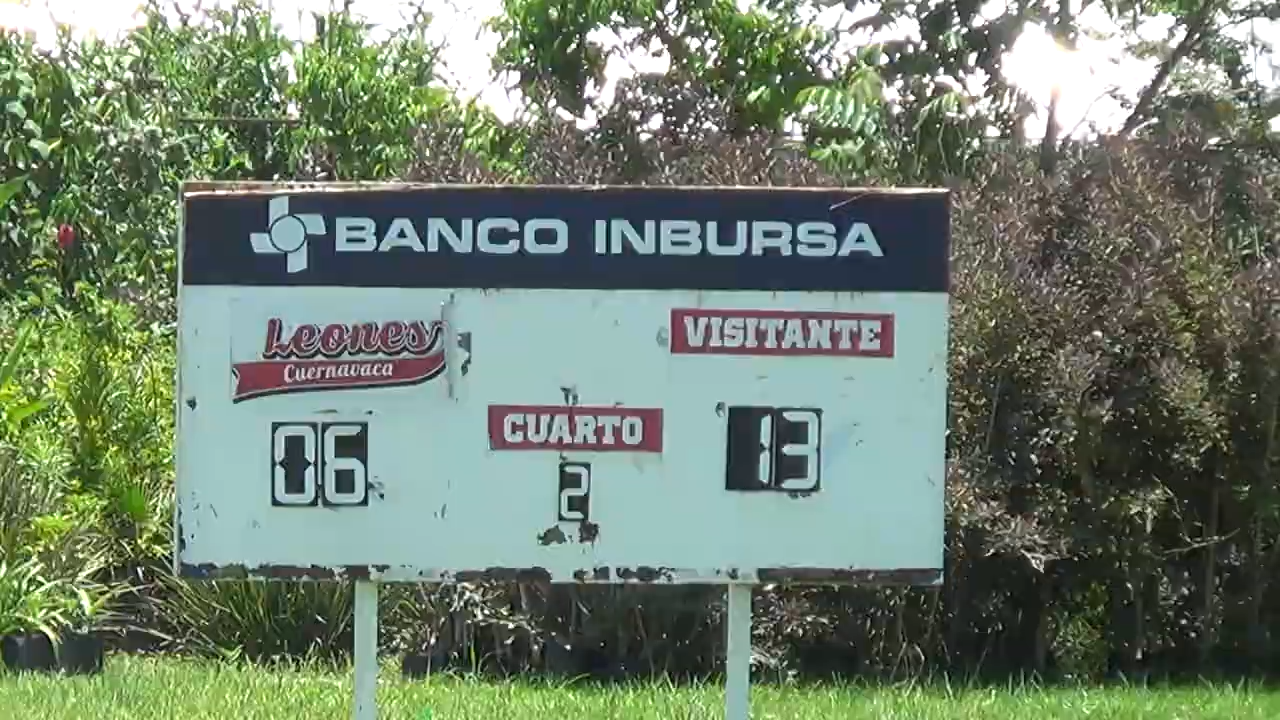 BANCO INBURSA
Leones
Cuernavaca
VISITANTE
CUARTO
06
2
13